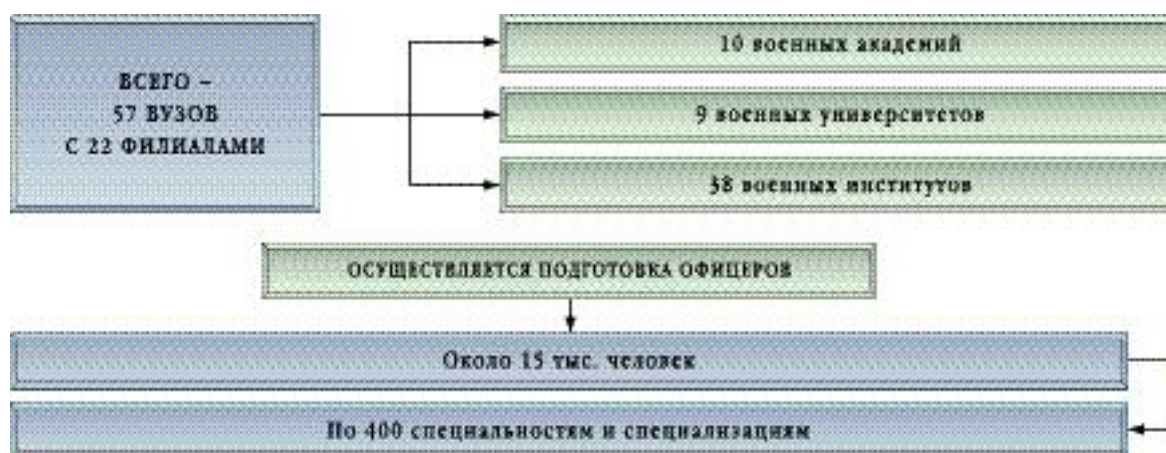 ВСЕГО –
57 ВУЗОВ
С 22 ФИЛИАЛАМИ
10 военных академий
9 военных университетов
38 военных институтов
ОСУЩЕСТВЛЯЕТСЯ ПОДГОТОВКА ОФИЦЕРОВ
Около 15 тыс. человек
По 400 специальностям и специализациям